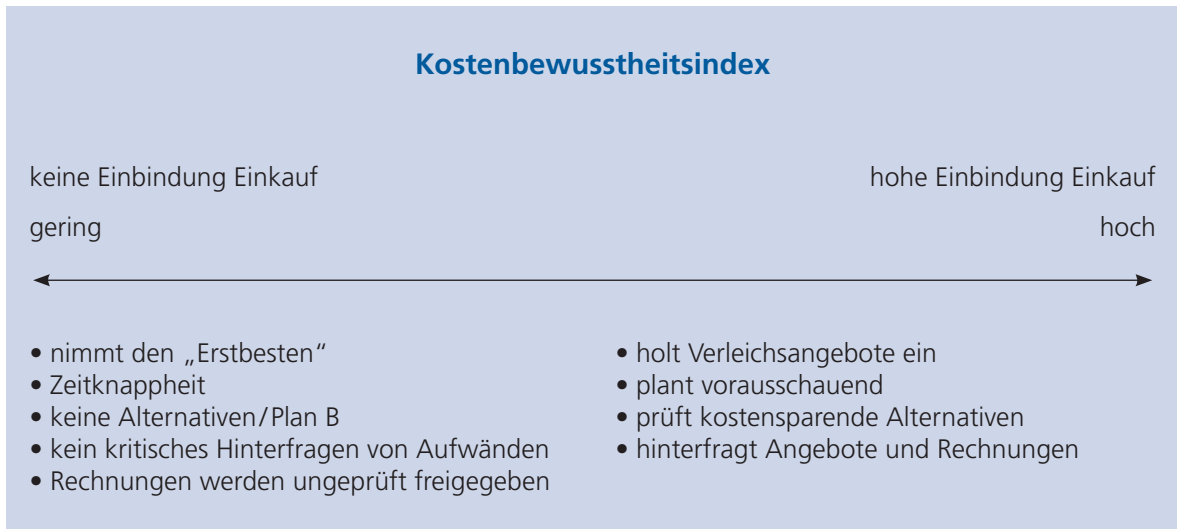 Kostenbewusstheitsindex
keine Einbindung Einkauf
hohe Einbindung Einkauf
gering
hoch
• nimmt den „Erstbesten“
• Zeitknappheit
• keine Alternativen/Plan B
• kein kritisches Hinterfragen von Aufwänden
• Rechnungen werden ungeprüft freigegeben
• holt Verleichsangebote ein
• plant vorausschauend
• prüft kostensparende Alternativen
• hinterfragt Angebote und Rechnungen